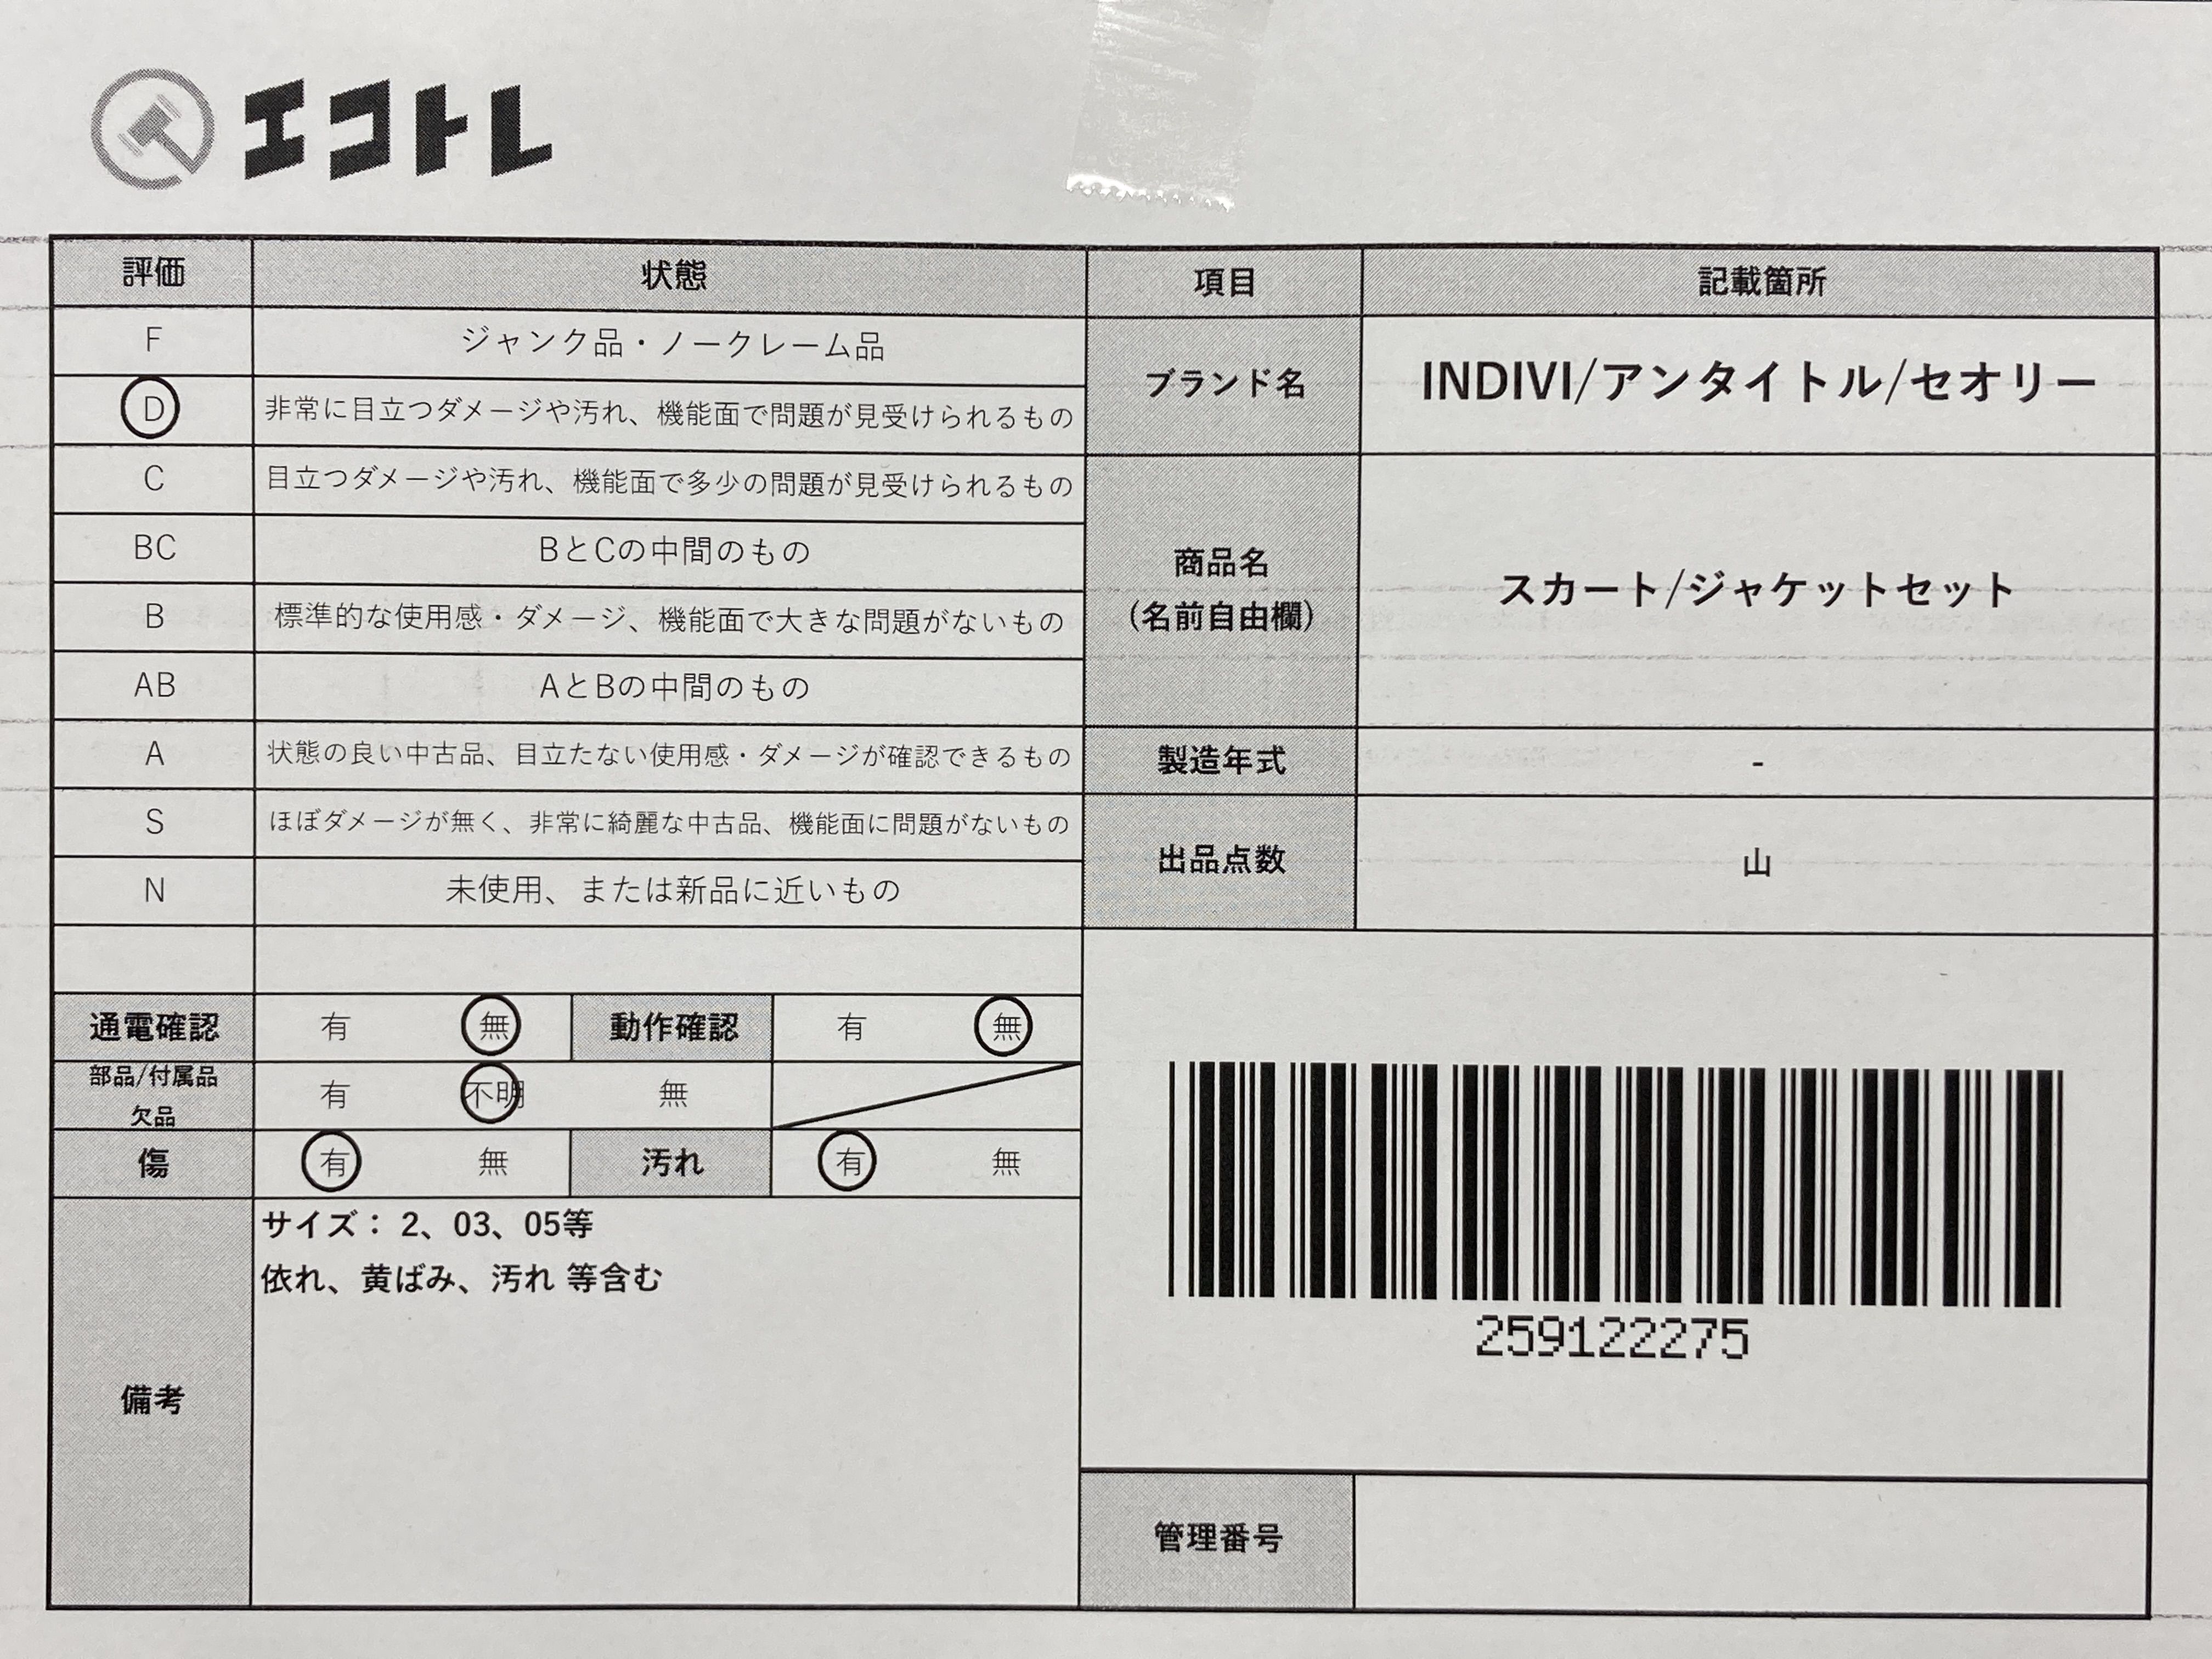 エコトレ
評価 状態 項目 記載箇所
F ジャンク品・ノークレーム品
D 非常に目立つダメージや汚れ、機能面で問題が見受けられるもの
ブランド名 INDIVI/アンタイトル/セオリー
C 目立つダメージや汚れ、機能面で多少の問題が見受けられるもの
BC BとCの中間のもの
B 標準的な使用感・ダメージ、機能面で大きな問題がないもの
商品名
(名前自由欄)
スカート/ジャケットセット
AB AとBの中間のもの
A 状態の良い中古品、目立たない使用感・ダメージが確認できるもの
製造年式 -
S ほぼダメージが無く、非常に綺麗な中古品、機能面に問題がないもの
出品点数 山
N 未使用、または新品に近いもの
通電確認 有 無 動作確認 有 無
部品/付属品
欠品
有 不明 無
傷 有 無 汚れ 有 無
備考
サイズ： 2、03、05等
依れ、黄ばみ、汚れ 等含む
259122275
管理番号